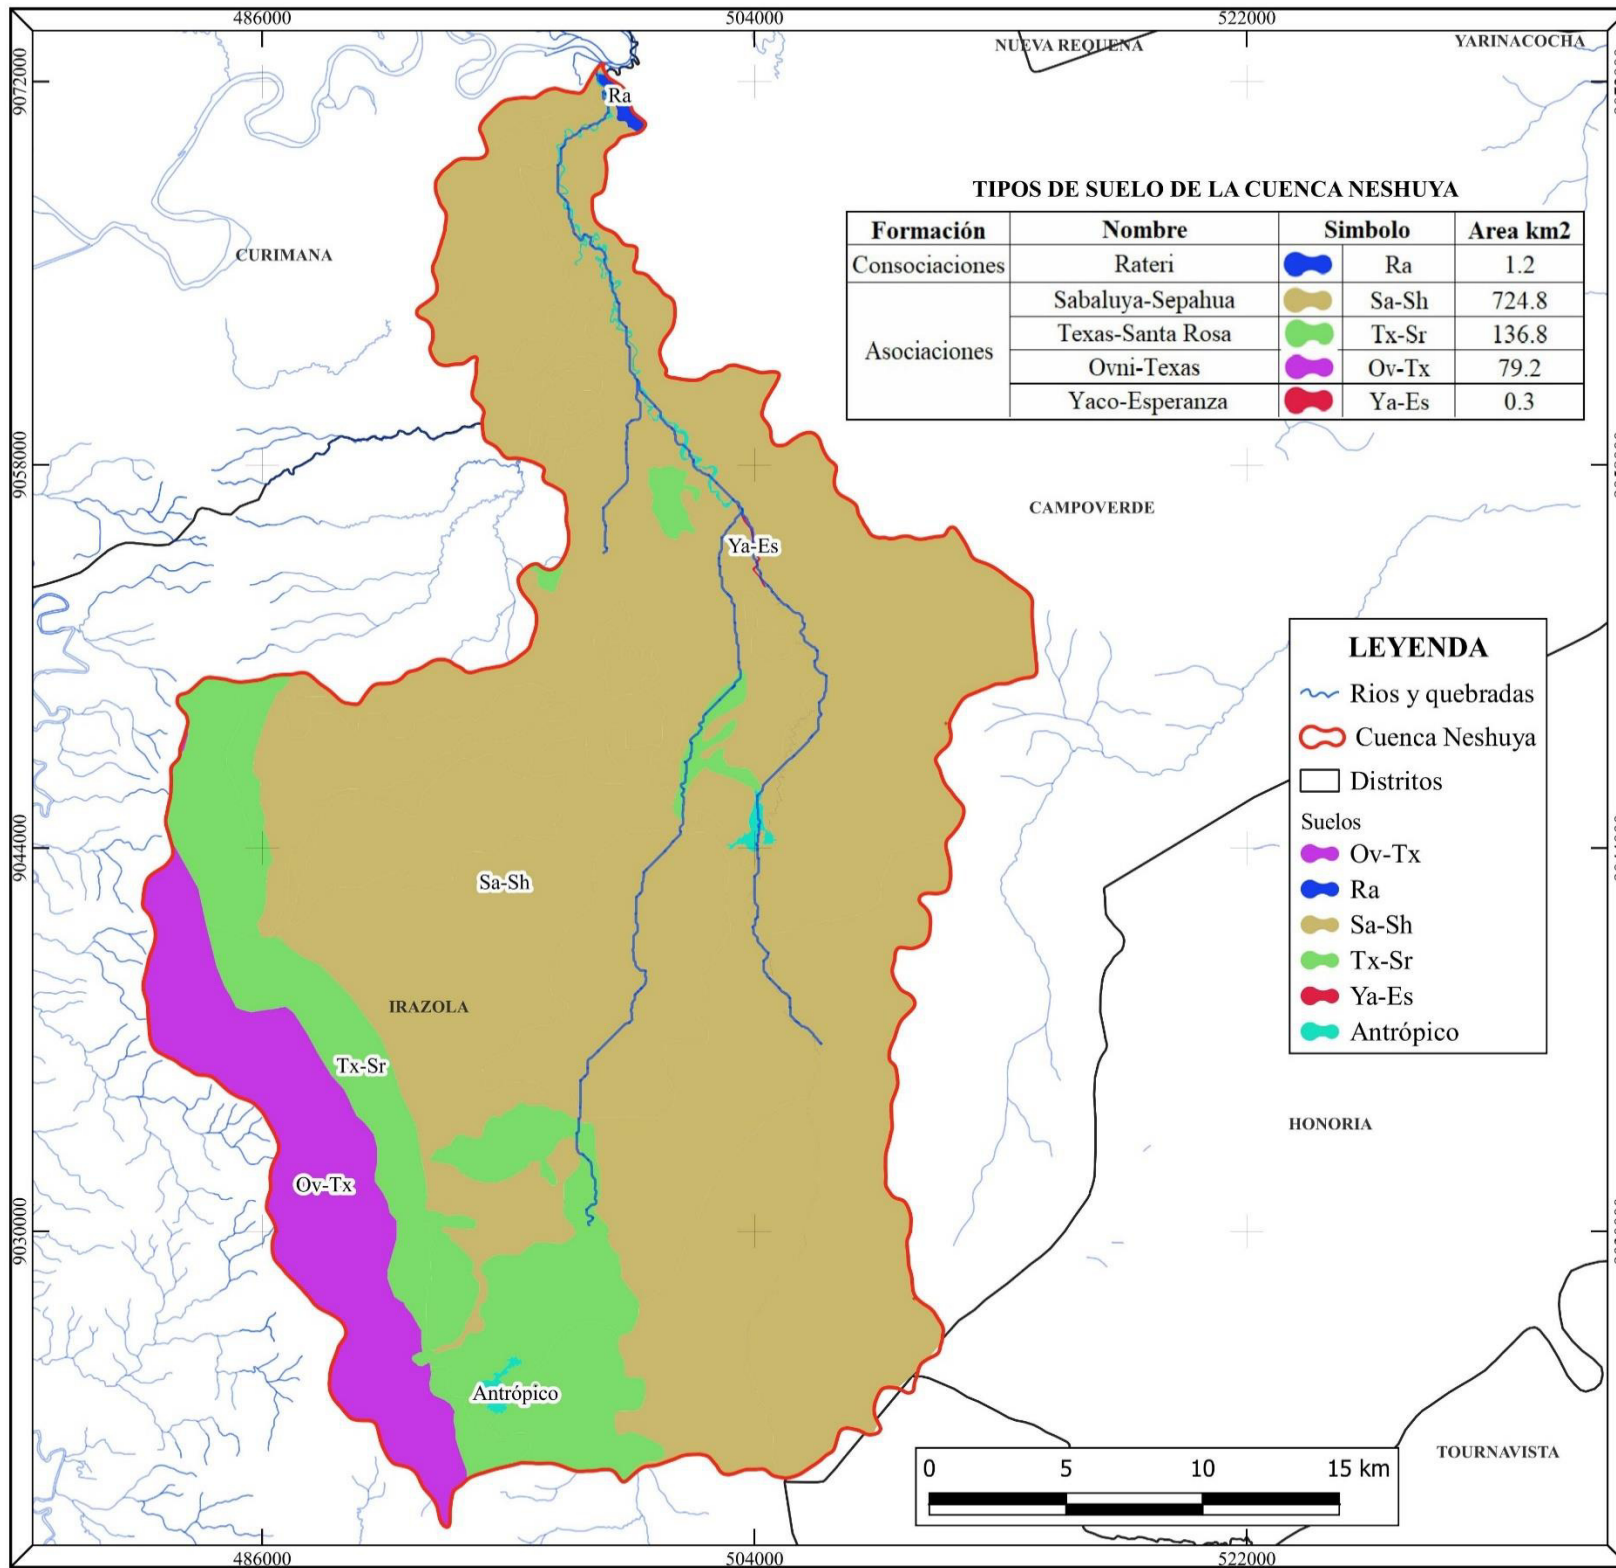 486000 504000 522000
NUEVA REQUENA
YARINACOCHA
9072000
Ra
TIPOS DE SUELO DE LA CUENCA NESHUYA
Formación Nombre Simbolo Area km2
Consociaciones Rateri Ra 1.2
Asociaciones
Sabaluya-Sepahua Sa-Sh 724.8
Texas-Santa Rosa Tx-Sr 136.8
Ovni-Texas Ov-Tx 79.2
Yaco-Esperanza Ya-Es 0.3
CURIMANA
9058000
CAMPOVERDE
Ya-Es
LEYENDA
Rios y quebradas
Cuenca Neshuya
Distritos
Suelos
Ov-Tx
Ra
Sa-Sh
Tx-Sr
Ya-Es
Antrópico
9044000
Sa-Sh
IRAZOLA
Tx-Sr
HONORIA
Ov-Tx
9030000
Antrópico
TOURNAVISTA
0 5 10 15 km
486000 504000 522000